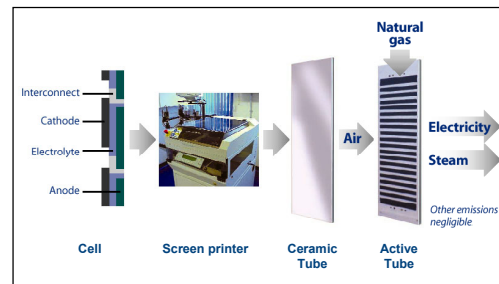 Natural
gas
Interconnect
Cathode
Electrolyte
Anode
Air
Electricity
Steam
Other emissions
negligible
Cell
Screen printer
Ceramic
Tube
Active
Tube